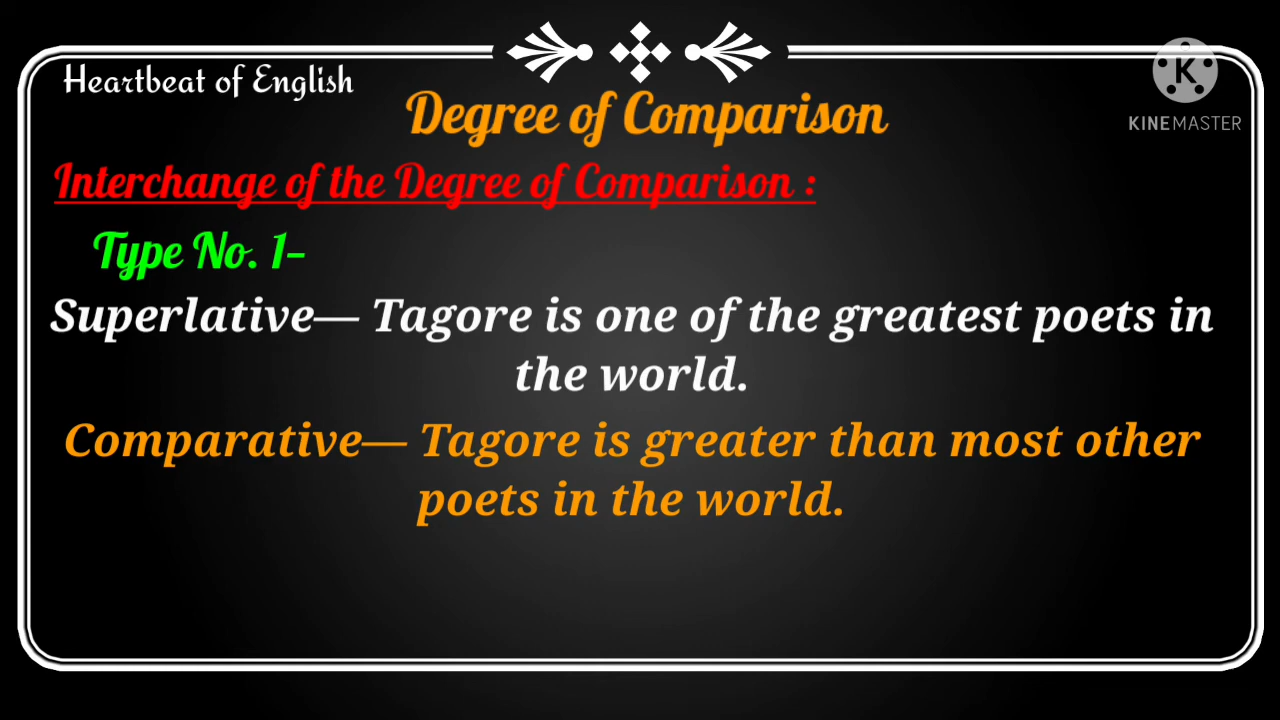 Heartbeat of English
KINEMASTER
Degree of Comparison
Interchange of the Degree of Comparison :
Type No. 1-
Superlative— Tagore is one of the greatest poets in
the world.
Comparative— Tagore is greater than most other
poets in the world.